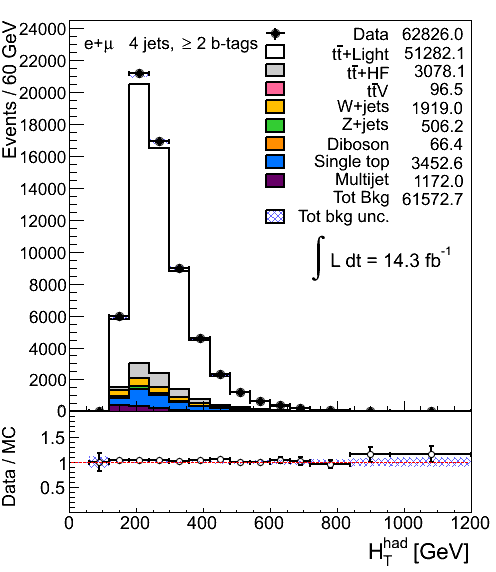 e+μ 4 jets, ≥ 2 b-tags
Data 62826.0
tt̄+Light 51282.1
tt̄+HF 3078.1
tt̄V 96.5
W+jets 1919.0
Z+jets 506.2
Diboson 66.4
Single top 3452.6
Multijet 1172.0
Tot Bkg 61572.7
Tot bkg unc.
∫ L dt = 14.3 fb⁻¹
Events / 60 GeV
24000
22000
20000
18000
16000
14000
12000
10000
8000
6000
4000
2000
0
Data / MC
1.5
1
0.5
0 200 400 600 800 1000 1200
H_T^had [GeV]